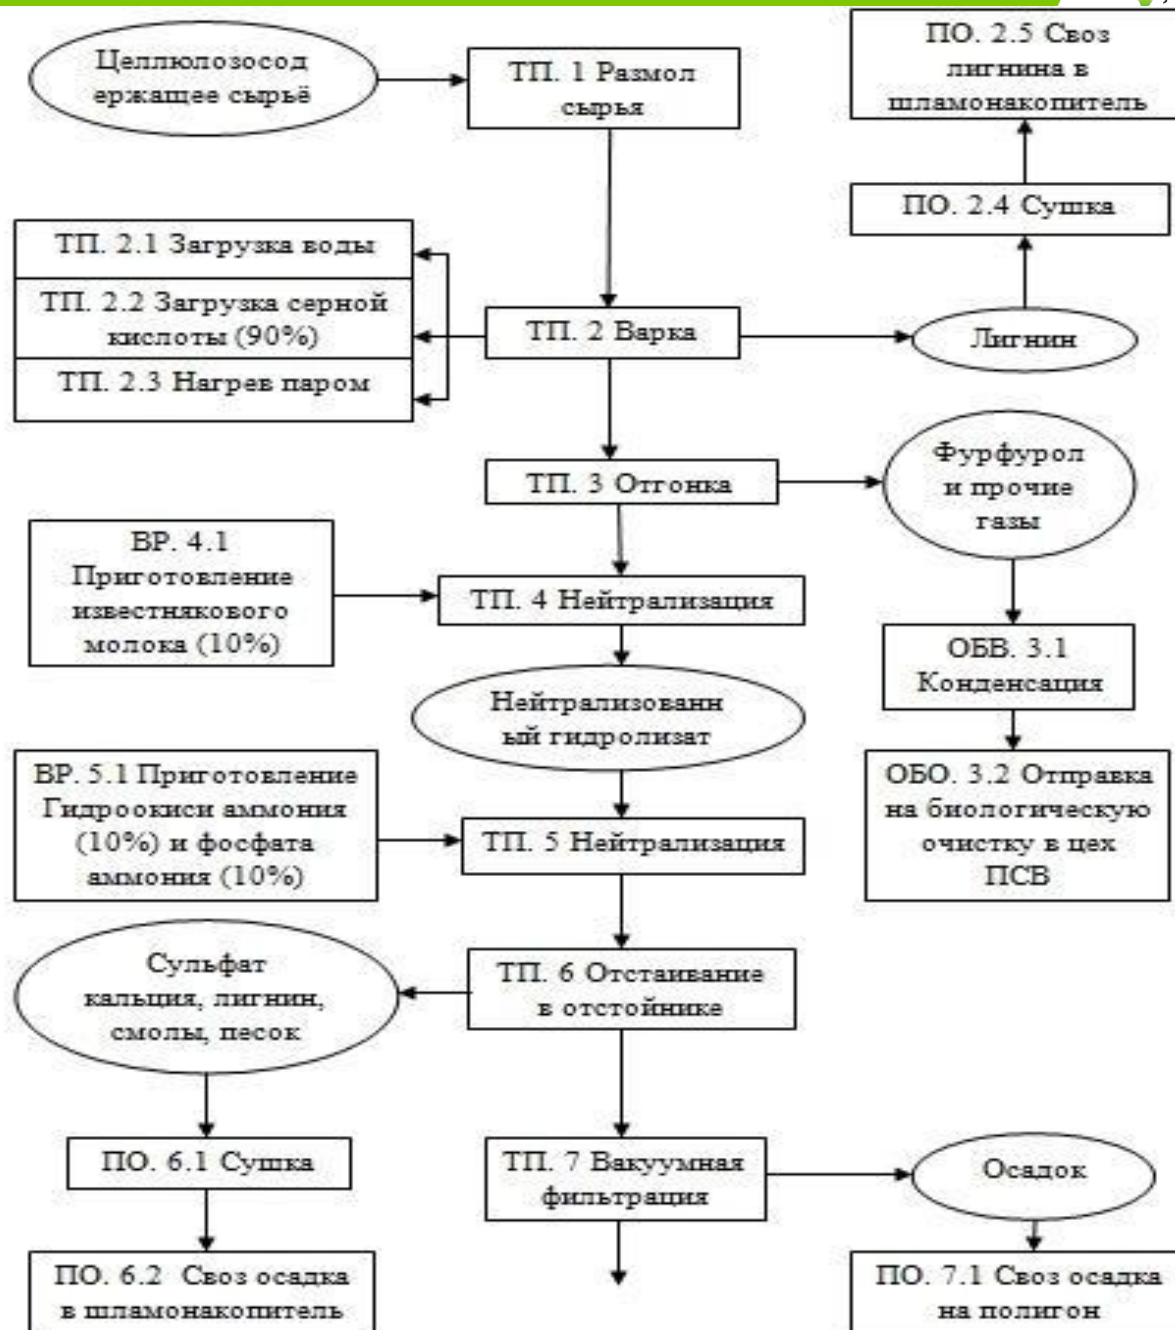 Целлюлозосод
ержащее сырьё
ТП. 1 Размол
сырья
ПО. 2.5 Своз
лигнина в
шламонакопитель
ПО. 2.4 Сушка
ТП. 2.1 Загрузка воды
ТП. 2.2 Загрузка серной
кислоты (90%)
ТП. 2.3 Нагрев паром
ТП. 2 Варка
Лигнин
ТП. 3 Отгонка
Фурфурол
и прочие
газы
ВР. 4.1
Приготовление
известнякового
молока (10%)
ТП. 4 Нейтрализация
ОБВ. 3.1
Конденсация
Нейтрализованн
ый гидролизат
ВР. 5.1 Приготовление
Гидроокиси аммония
(10%) и фосфата
аммония (10%)
ТП. 5 Нейтрализация
ОБО. 3.2 Отправка
на биологическую
очистку в цех
ПСВ
Сульфат
кальция, лигнин,
смолы, песок
ТП. 6 Отстаивание
в отстойнике
ПО. 6.1 Сушка
ТП. 7 Вакуумная
фильтрация
Осадок
ПО. 6.2 Своз осадка
в шламонакопитель
ПО. 7.1 Своз осадка
на полигон